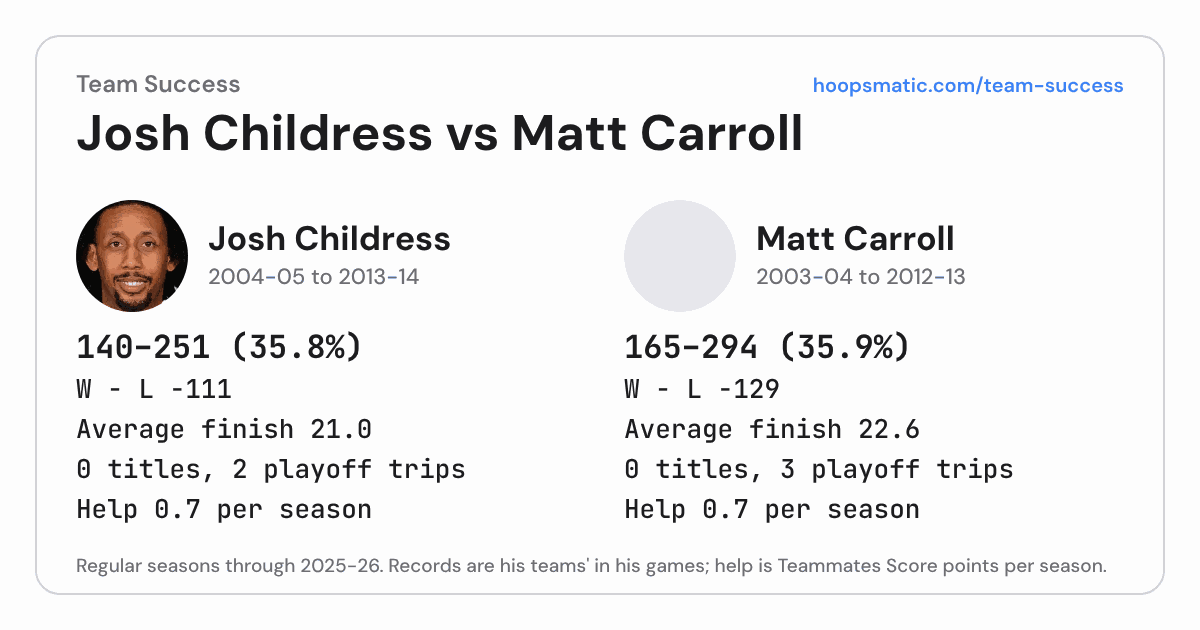 Team Success
hoopsmatic.com/team-success
Josh Childress vs Matt Carroll
Josh Childress
2004-05 to 2013-14
140-251 (35.8%)
W - L -111
Average finish 21.0
0 titles, 2 playoff trips
Help 0.7 per season
Matt Carroll
2003-04 to 2012-13
165-294 (35.9%)
W - L -129
Average finish 22.6
0 titles, 3 playoff trips
Help 0.7 per season
Regular seasons through 2025-26. Records are his teams' in his games; help is Teammates Score points per season.